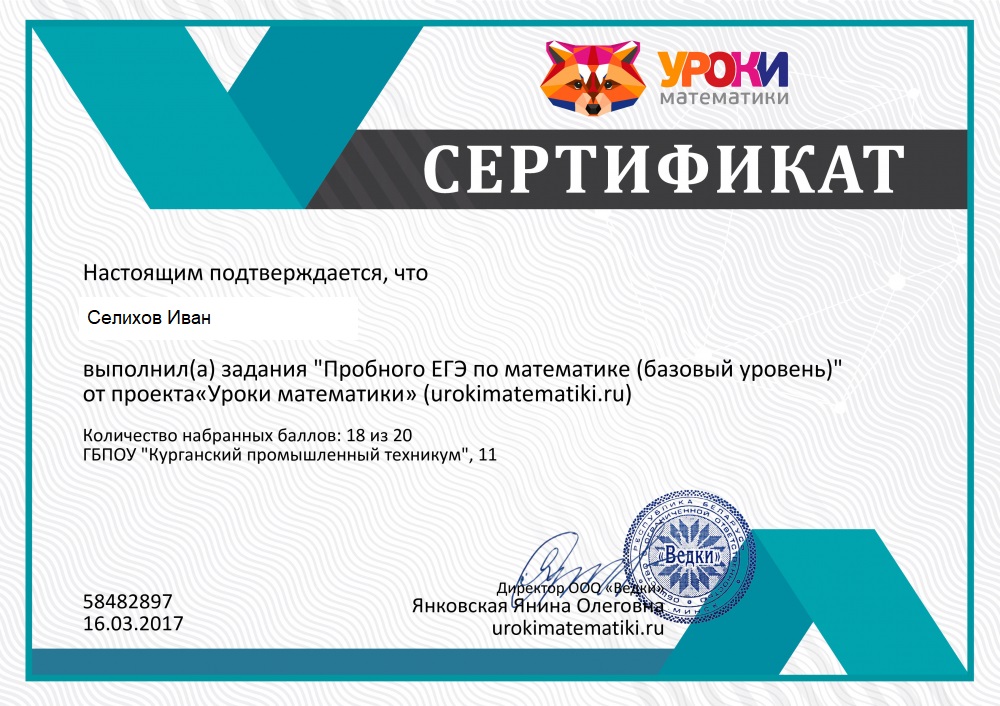 УРОКИ
математики
СЕРТИФИКАТ
Настоящим подтверждается, что
Селихов Иван
выполнил(а) задания "Пробного ЕГЭ по математике (базовый уровень)"
от проекта«Уроки математики» (urokimatematiki.ru)
Количество набранных баллов: 18 из 20
ГБПОУ "Курганский промышленный техникум", 11
РЕСПУБЛИКА БЕЛАРУСЬ
«Ведки»
58482897
16.03.2017
Директор ООО «Ведки»
Янковская Янина Олеговна
urokimatematiki.ru